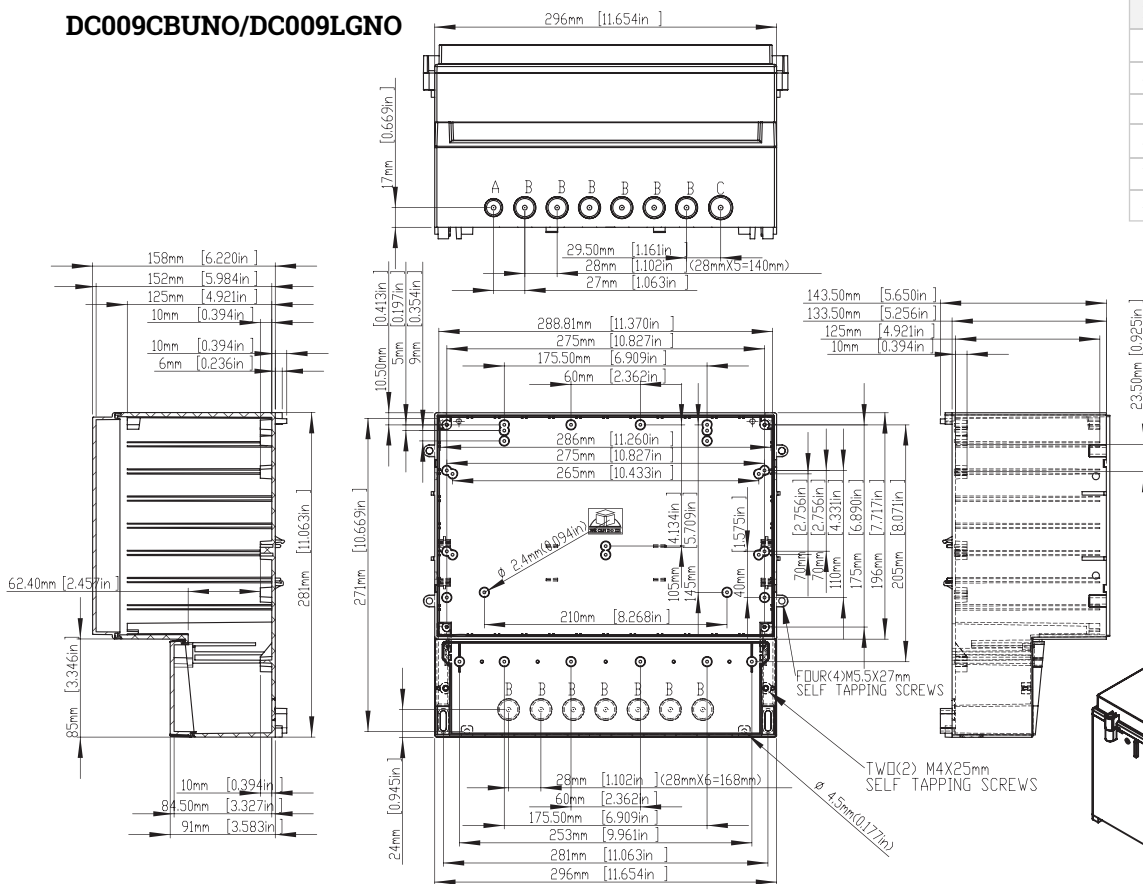 DC009CBUNO/DC009LGNO
296mm [11.654in ]
17mm [0.669in ]
A B B B B B B C
29.50mm [1.161in ]
28mm [1.102in ](28mmX5=140mm)
27mm [1.063in ]
158mm [6.220in ]
152mm [5.984in ]
125mm [4.921in ]
10mm [0.394in ]
10mm [0.394in ]
6mm [0.236in ]
10.50mm [0.413in ]
5mm [0.197in ]
9mm [0.354in ]
288.81mm [11.370in ]
275mm [10.827in ]
175.50mm [6.909in ]
60mm [2.362in ]
143.50mm [5.650in ]
133.50mm [5.256in ]
125mm [4.921in ]
10mm [0.394in ]
23.50mm [0.925in ]
286mm [11.260in ]
275mm [10.827in ]
265mm [10.433in ]
281mm [11.063in ]
271mm [10.669in ]
62.40mm [2.457in ]
85mm [3.346in ]
Ø 2.4mm(0.094in)
105mm [4.134in ]
145mm [5.709in ]
40mm [1.575in ]
70mm [2.756in ]
70mm [2.756in ]
110mm [4.331in ]
175mm [6.890in ]
196mm [7.717in ]
205mm [8.071in ]
210mm [8.268in ]
FOUR(4)M5.5X27mm
SELF TAPPING SCREWS
B B B B B B B
TWO(2) M4X25mm
SELF TAPPING SCREWS
10mm [0.394in ]
84.50mm [3.327in ]
91mm [3.583in ]
24mm [0.945in ]
28mm [1.102in ](28mmX6=168mm)
60mm [2.362in ]
175.50mm [6.909in ]
253mm [9.961in ]
281mm [11.063in ]
296mm [11.654in ]
Ø 4.5mm(0.177in)